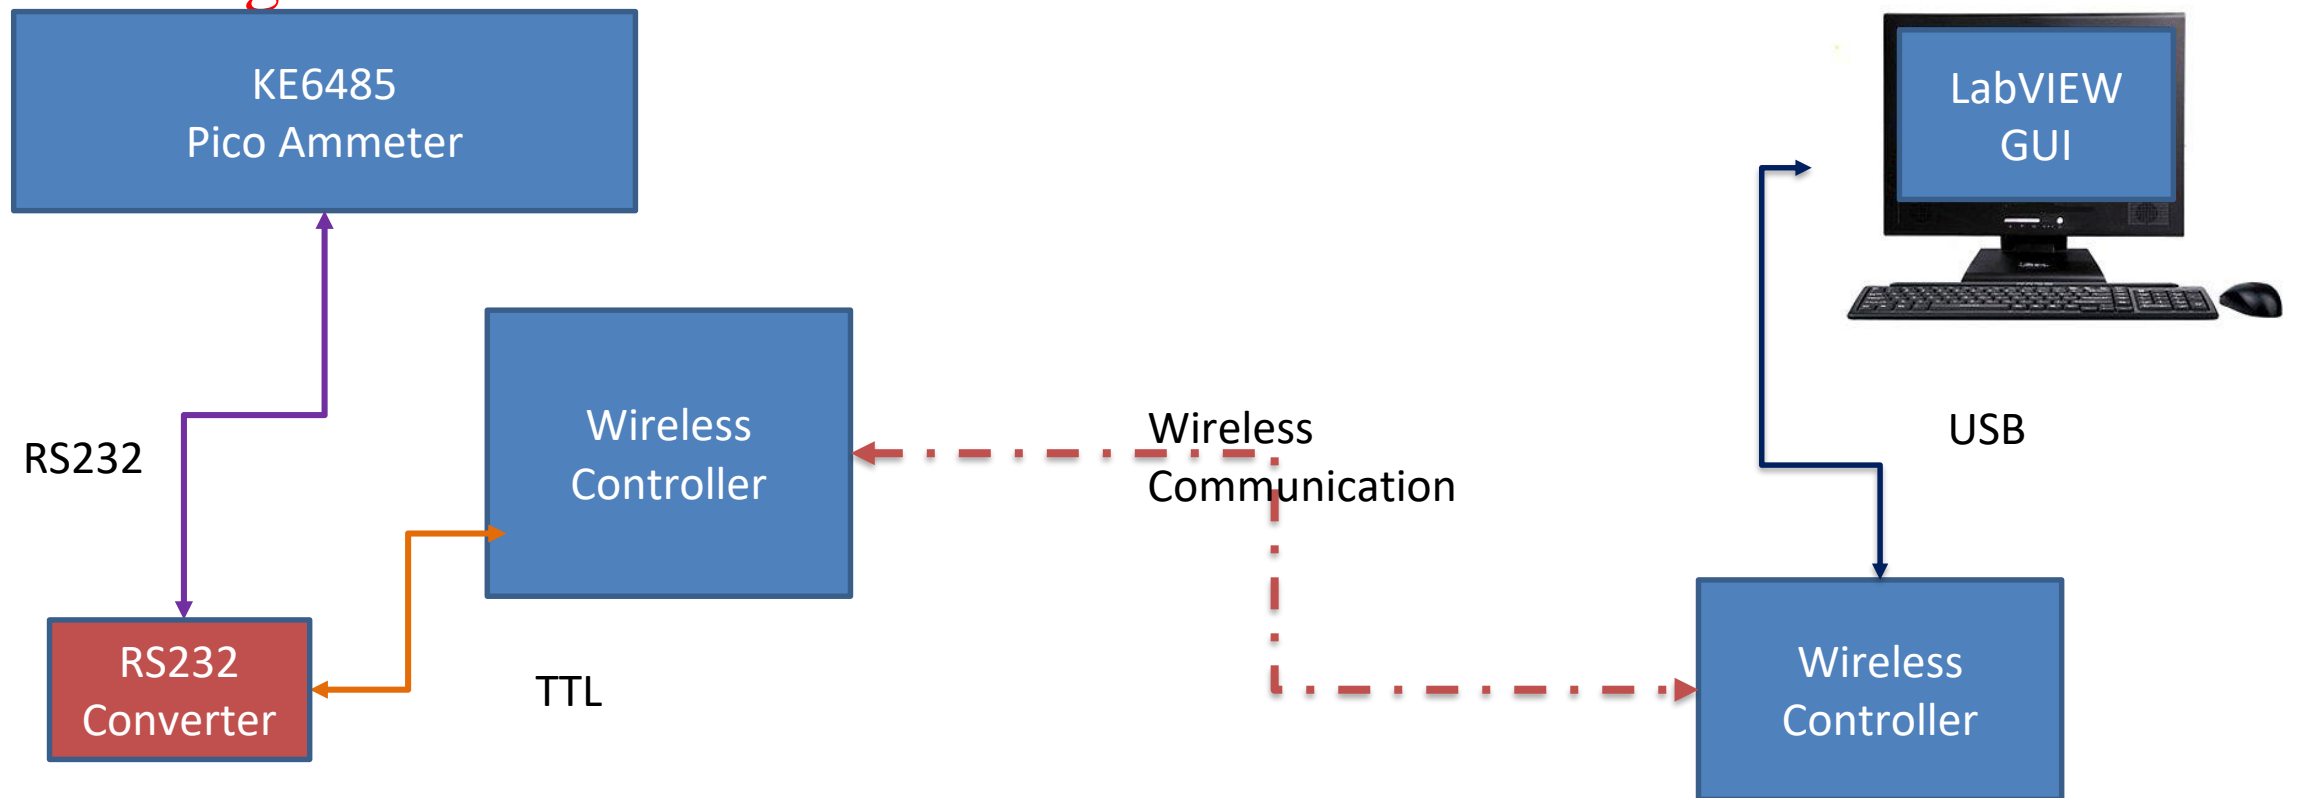 KE6485
Pico Ammeter
LabVIEW
GUI
Wireless
Controller
Wireless
Communication
USB
RS232
RS232
Converter
TTL
Wireless
Controller